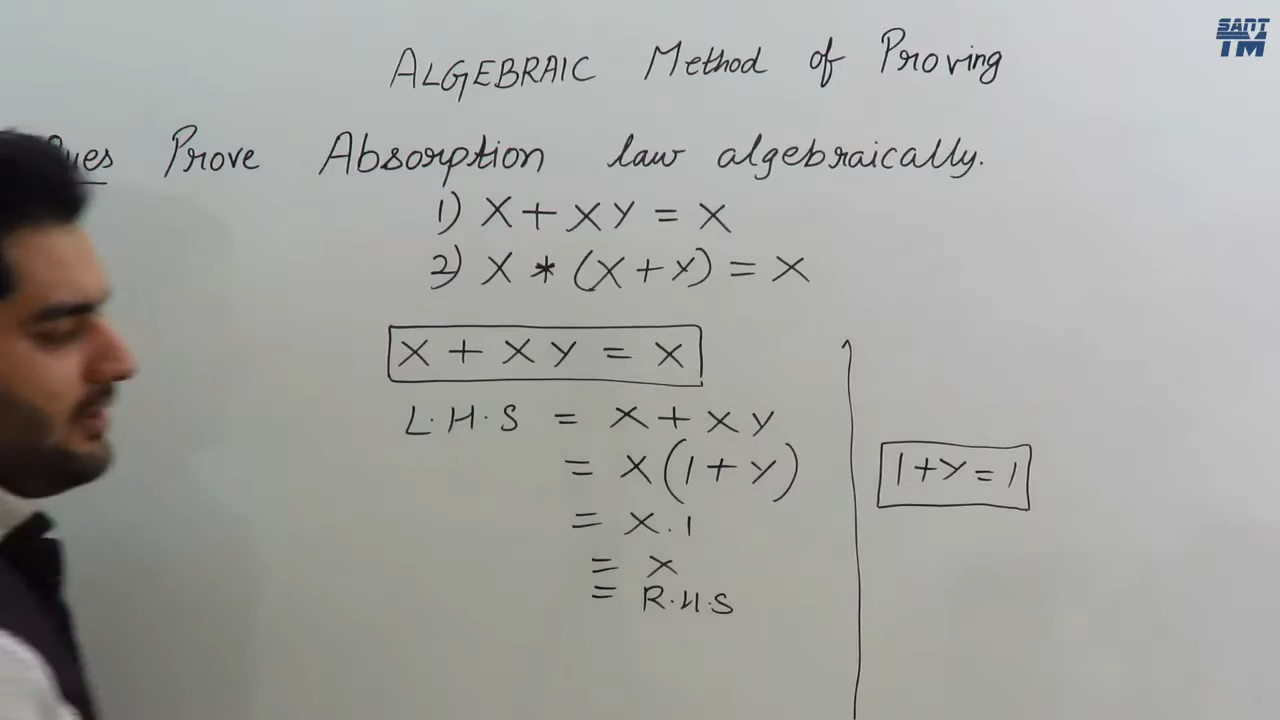 SANT
TM
ALGEBRAIC Method of Proving
Ques Prove Absorption law algebraically.
1) X + XY = X
2) X * (X + Y) = X
X + XY = X
L.H.S = X + XY
= X(1 + Y)
1 + Y = 1
= X.1
= X
= R.H.S